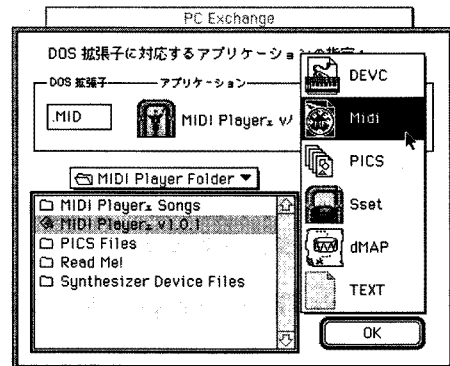 PC Exchange
DOS 拡張子に対応するアプリケーションの指定:
DOS 拡張子
アプリケーション
.MID
MIDI Player
MIDI Player Folder
MIDI Player Songs
MIDI Player v1.0.1
PICS Files
Read Me!
Synthesizer Device Files
DEVC
Midi
PICS
Sset
dMAP
TEXT
OK